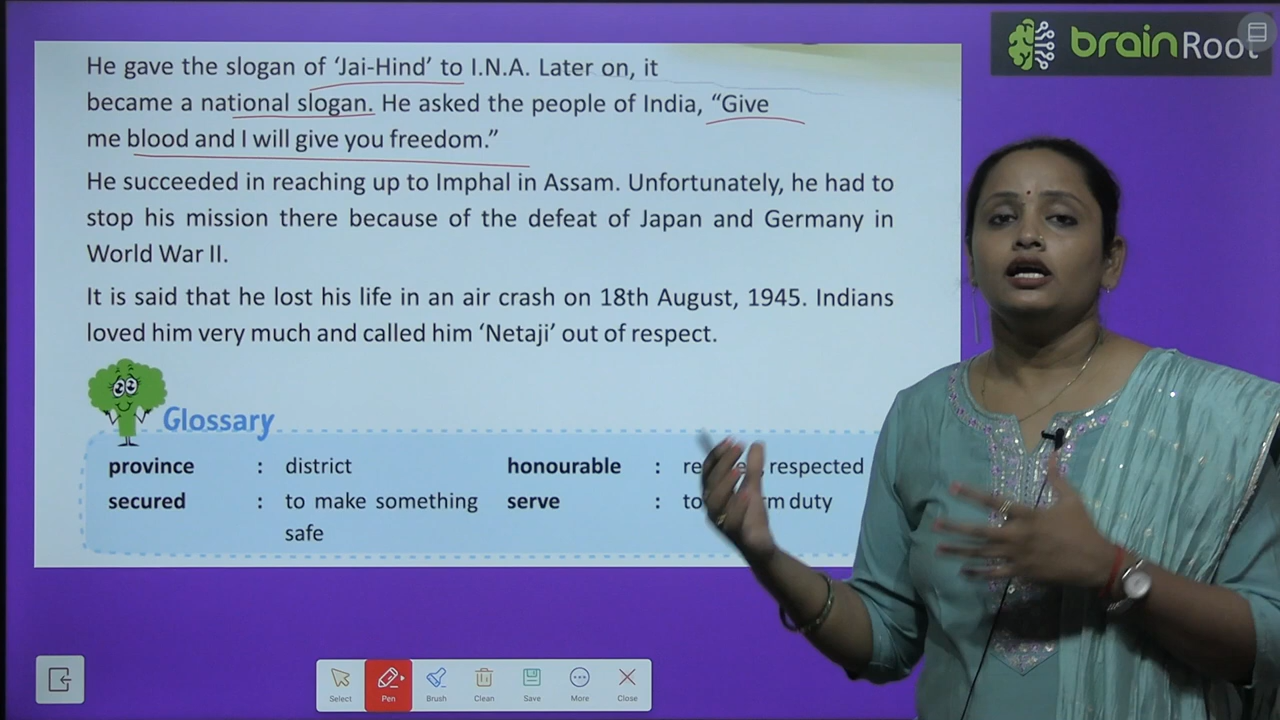 He gave the slogan of ‘Jai-Hind’ to I.N.A. Later on, it
became a national slogan. He asked the people of India, “Give
me blood and I will give you freedom.”
He succeeded in reaching up to Imphal in Assam. Unfortunately, he had to
stop his mission there because of the defeat of Japan and Germany in
World War II.
It is said that he lost his life in an air crash on 18th August, 1945. Indians
loved him very much and called him ‘Netaji’ out of respect.
Glossary
province : district honourable : respected
secured : to make something serve : to duty
safe
brainRoot
Select Pen Brush Clean Save More Close